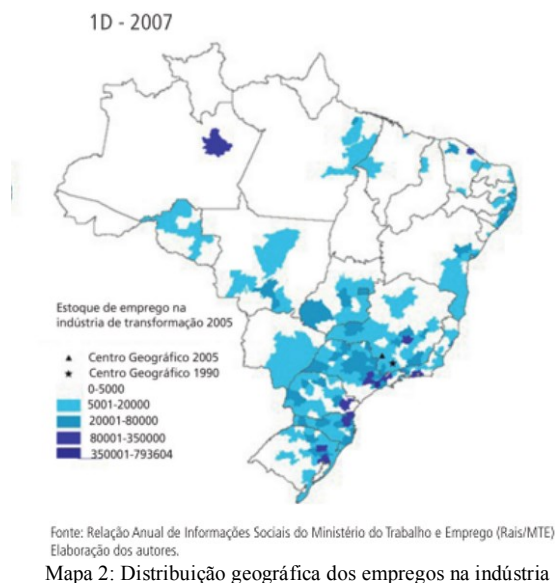 1D - 2007
Estoque de emprego na
indústria de transformação 2005
Centro Geográfico 2005
Centro Geográfico 1990
0-5000
5001-20000
20001-80000
80001-350000
350001-793604
Fonte: Relação Anual de Informações Sociais do Ministério do Trabalho e Emprego (Rais/MTE)
Elaboração dos autores.
Mapa 2: Distribuição geográfica dos empregos na indústria